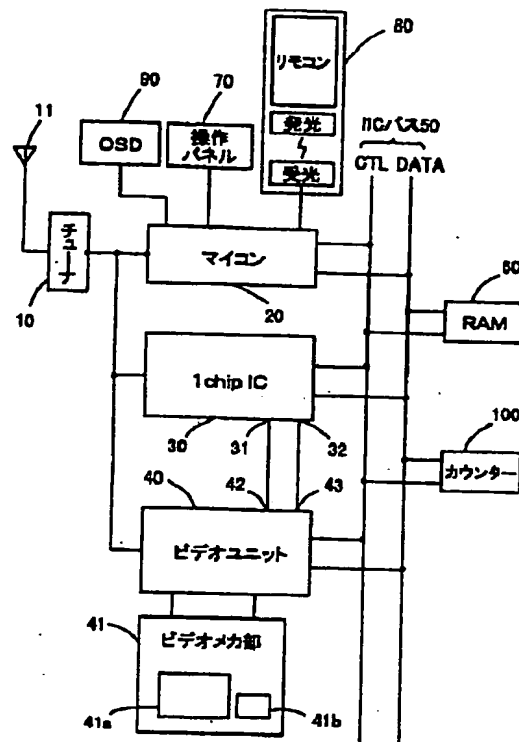 80
リモコン
発光
受光
90
OSD
70
操作
パネル
11
IICバス50
CTL DATA
チューナ
10
マイコン
20
60
RAM
1chip IC
30
31
32
100
カウンター
40
42
43
ビデオユニット
41
ビデオメカ部
41a
41b